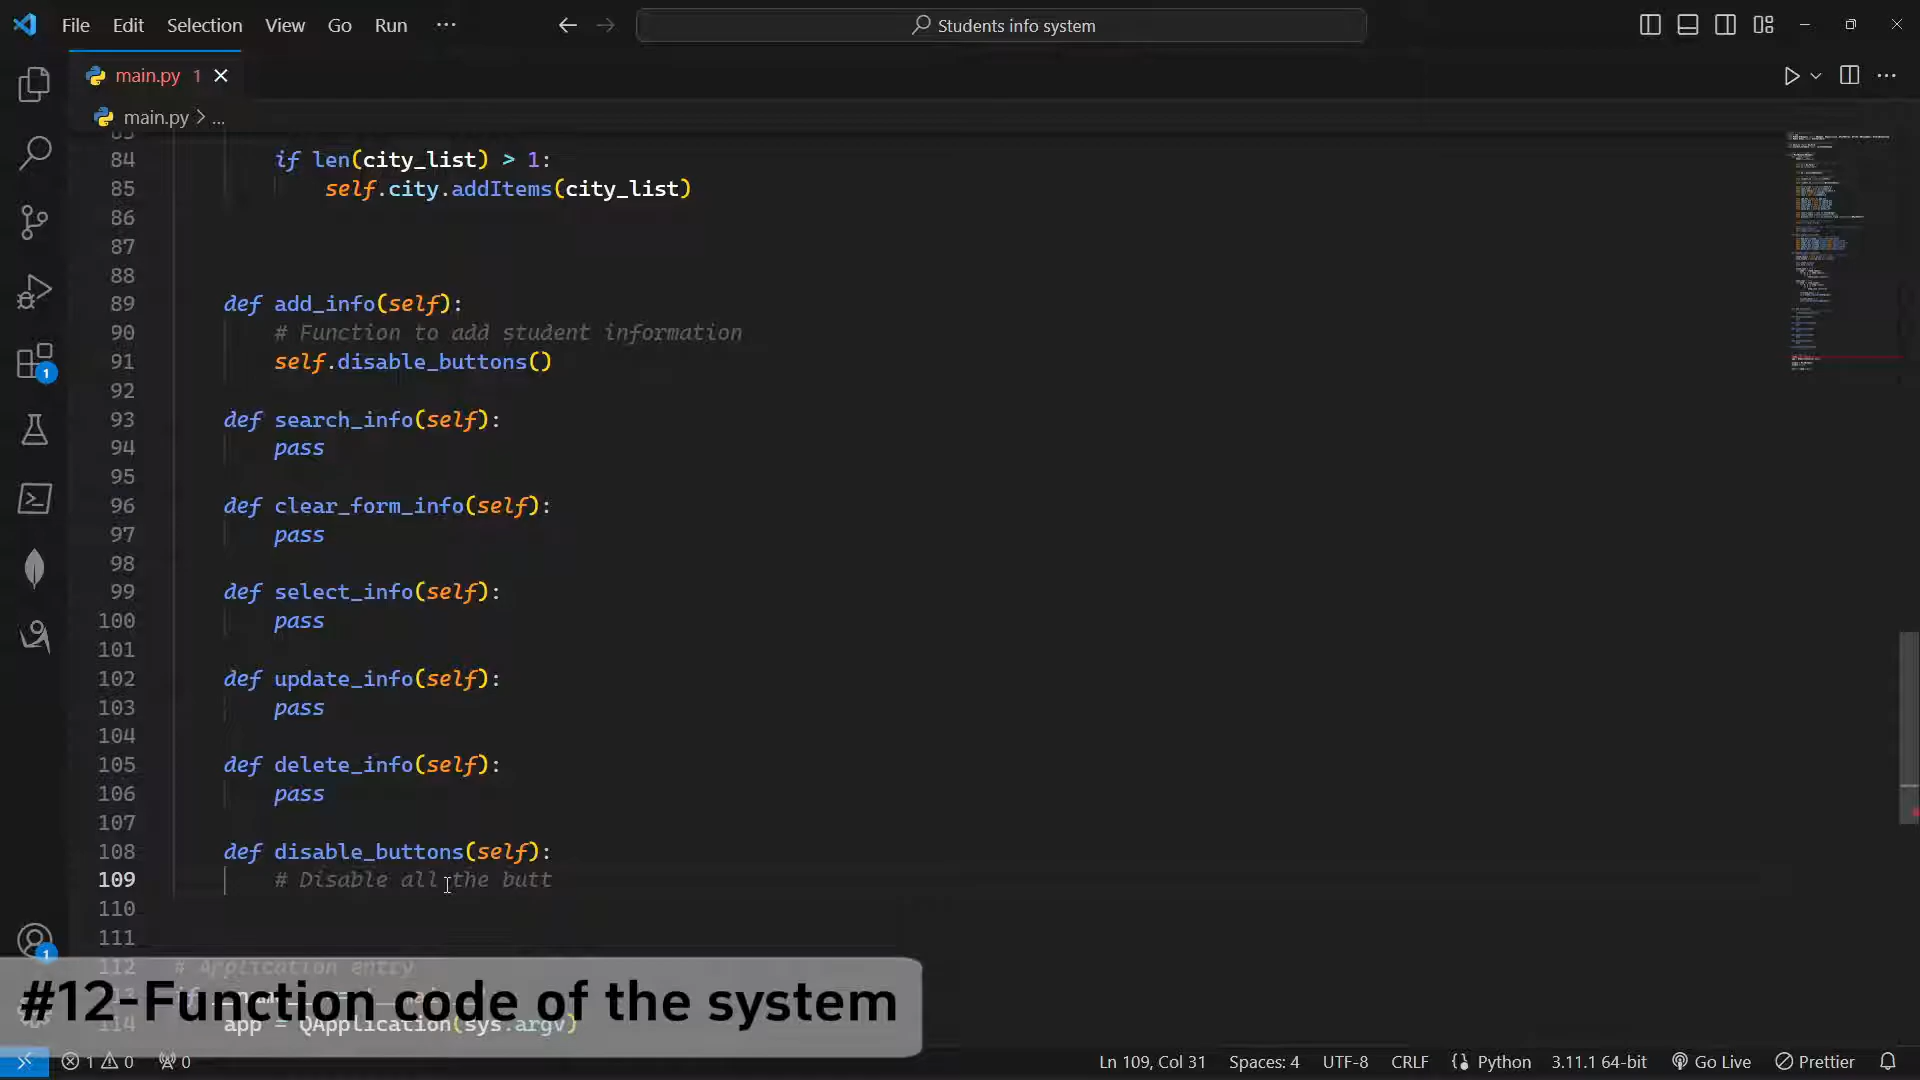 File Edit Selection View Go Run ...
Students info system
main.py 1
main.py > ...
84 if len(city_list) > 1:
85 self.city.addItems(city_list)
86
87
88
89 def add_info(self):
90 # Function to add student information
91 self.disable_buttons()
92
93 def search_info(self):
94 pass
95
96 def clear_form_info(self):
97 pass
98
99 def select_info(self):
100 pass
101
102 def update_info(self):
103 pass
104
105 def delete_info(self):
106 pass
107
108 def disable_buttons(self):
109 # Disable all the butt
110
111
112 # Application entry
#12-Function code of the system
114 app = QApplication(sys.argv)
1 0 0 Ln 109, Col 31 Spaces: 4 UTF-8 CRLF Python 3.11.1 64-bit Go Live Prettier